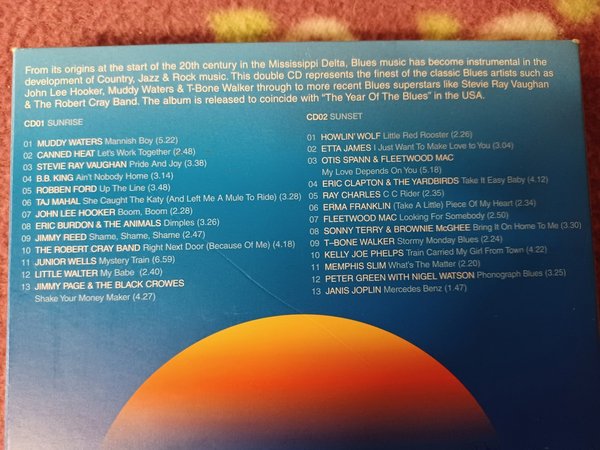 From its origins at the start of the 20th century in the Mississippi Delta, Blues music has become instrumental in the
development of Country, Jazz & Rock music. This double CD represents the finest of the classic Blues artists such as
John Lee Hooker, Muddy Waters & T-Bone Walker through to more recent Blues superstars like Stevie Ray Vaughan
& The Robert Cray Band. The album is released to coincide with “The Year Of The Blues” in the USA.
CD01 SUNRISE
01 MUDDY WATERS Mannish Boy (5.22)
02 CANNED HEAT Let's Work Together (2.48)
03 STEVIE RAY VAUGHAN Pride And Joy (3.38)
04 B.B. KING Ain't Nobody Home (3.14)
05 ROBBEN FORD Up The Line (3.48)
06 TAJ MAHAL She Caught The Katy (And Left Me A Mule To Ride) (3.28)
07 JOHN LEE HOOKER Boom, Boom (2.28)
08 ERIC BURDON & THE ANIMALS Dimples (3.26)
09 JIMMY REED Shame, Shame, Shame (2.47)
10 THE ROBERT CRAY BAND Right Next Door (Because Of Me) (4.18)
11 JUNIOR WELLS Mystery Train (6.59)
12 LITTLE WALTER My Babe (2.40)
13 JIMMY PAGE & THE BLACK CROWES
Shake Your Money Maker (4.27)
CD02 SUNSET
01 HOWLIN' WOLF Little Red Rooster (2.26)
02 ETTA JAMES I Just Want To Make Love to You (3.04)
03 OTIS SPANN & FLEETWOOD MAC
My Love Depends On You (5.18)
04 ERIC CLAPTON & THE YARDBIRDS Take It Easy Baby (4.12)
05 RAY CHARLES C C Rider (2.35)
06 ERMA FRANKLIN (Take A Little) Piece Of My Heart (2.34)
07 FLEETWOOD MAC Looking For Somebody (2.50)
08 SONNY TERRY & BROWNIE McGHEE Bring It On Home To Me (3.30)
09 T-BONE WALKER Stormy Monday Blues (2.24)
10 KELLY JOE PHELPS Train Carried My Girl From Town (4.22)
11 MEMPHIS SLIM What's The Matter (2.20)
12 PETER GREEN WITH NIGEL WATSON Phonograph Blues (3.25)
13 JANIS JOPLIN Mercedes Benz (1.47)